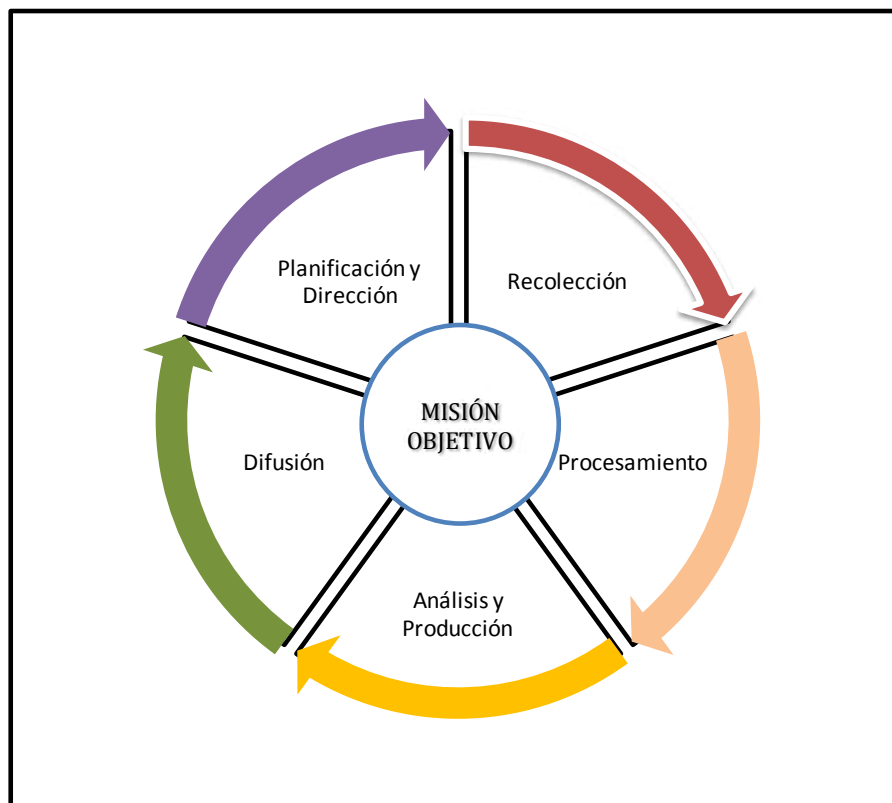 Planificación y
Dirección
Recolección
MISIÓN
OBJETIVO
Difusión
Procesamiento
Análisis y
Producción